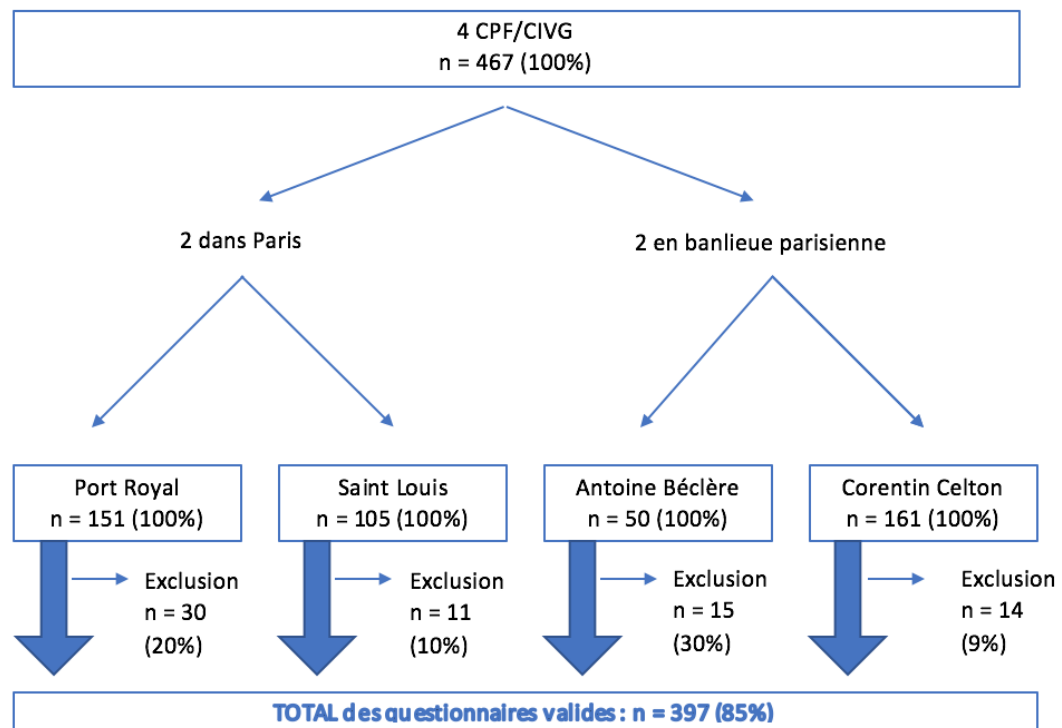 4 CPF/CIVG
n = 467 (100%)
2 dans Paris
2 en banlieue parisienne
Port Royal
n = 151 (100%)
Saint Louis
n = 105 (100%)
Antoine Béclère
n = 50 (100%)
Corentin Celton
n = 161 (100%)
Exclusion
n = 30
(20%)
Exclusion
n = 11
(10%)
Exclusion
n = 15
(30%)
Exclusion
n = 14
(9%)
TOTAL des questionnaires valides : n = 397 (85%)